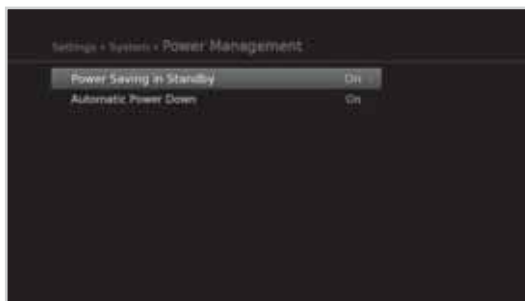 Settings • System • Power Management
Power Saving in Standby On
Automatic Power Down On